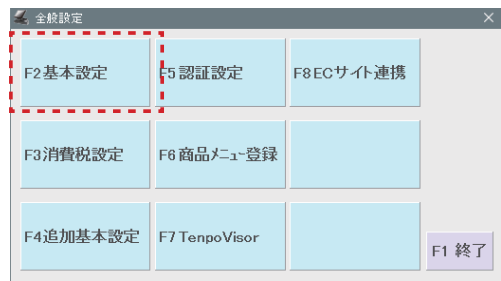 全般設定
F2基本設定
F5認証設定
F8ECサイト連携
F3消費税設定
F6商品メニュー登録
F4追加基本設定
F7TenpoVisor
F1 終了